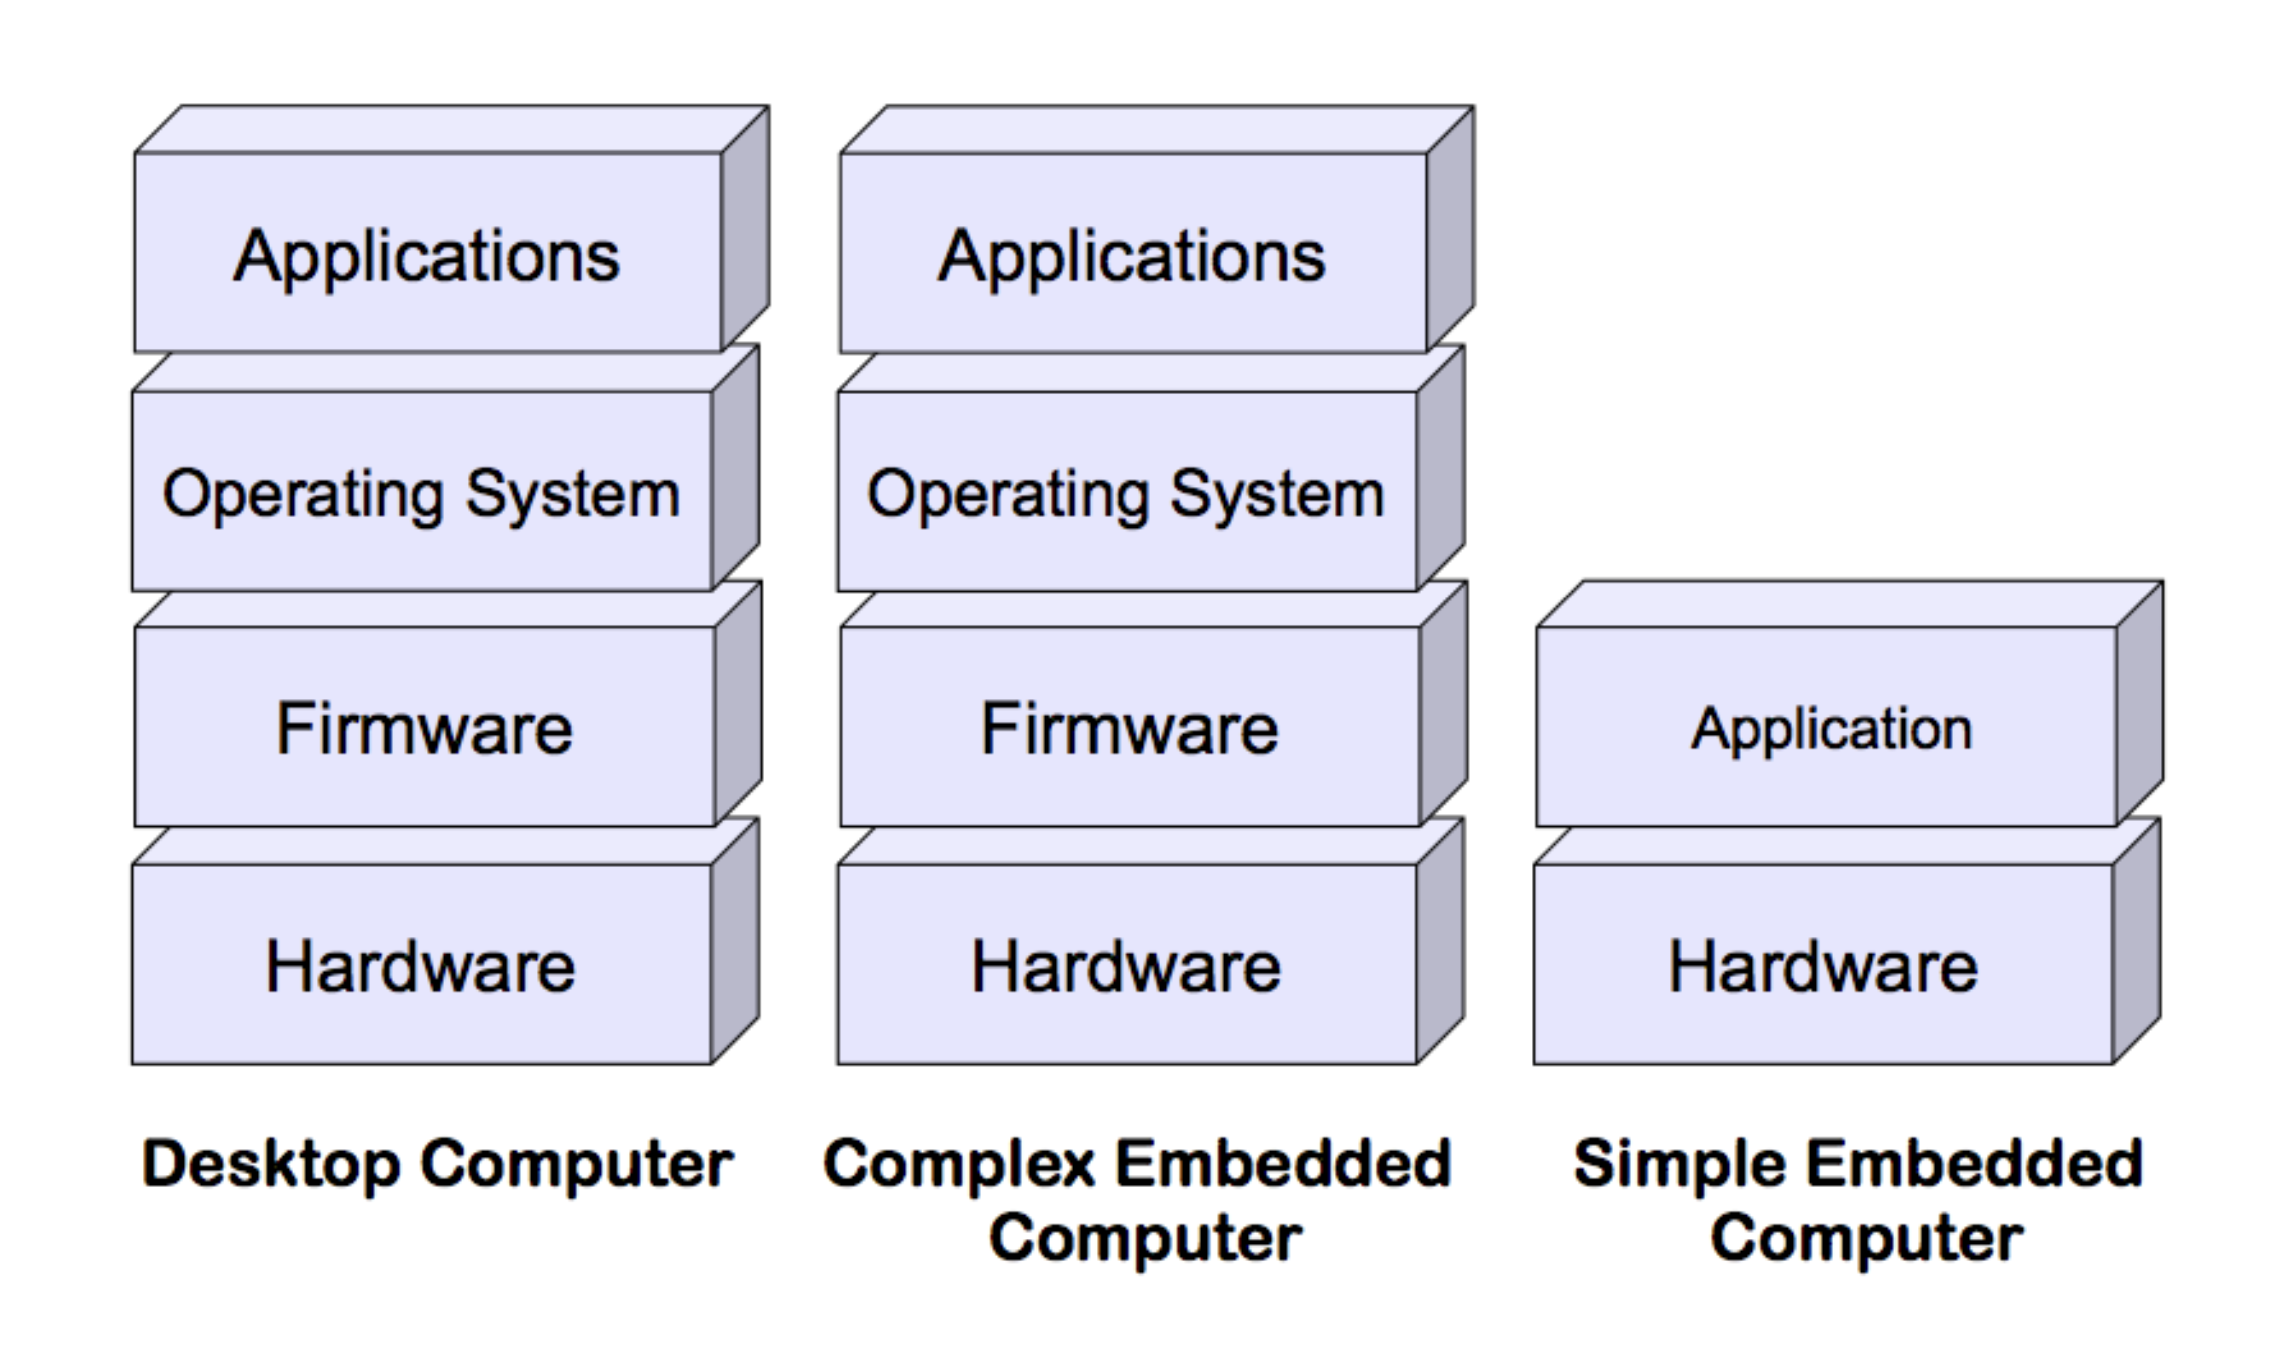 Applications
Operating System
Firmware
Hardware
Desktop Computer
Applications
Operating System
Firmware
Hardware
Complex Embedded
Computer
Application
Hardware
Simple Embedded
Computer